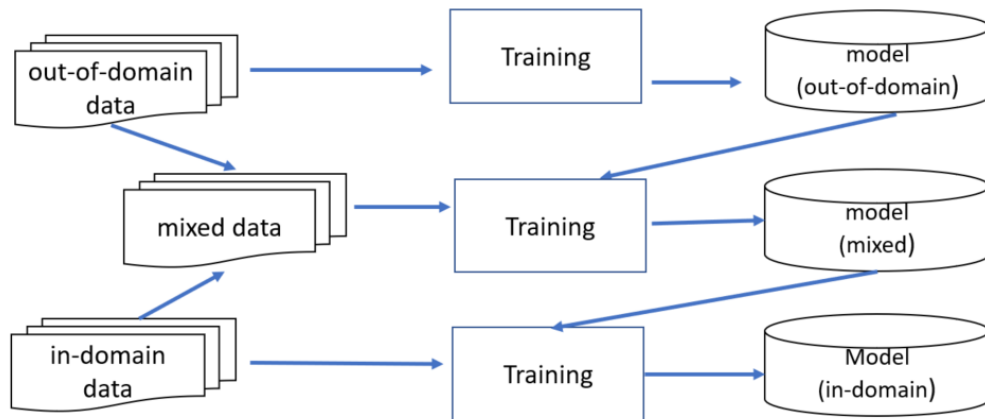 out-of-domain
data
Training
model
(out-of-domain)
mixed data
Training
model
(mixed)
in-domain
data
Training
Model
(in-domain)